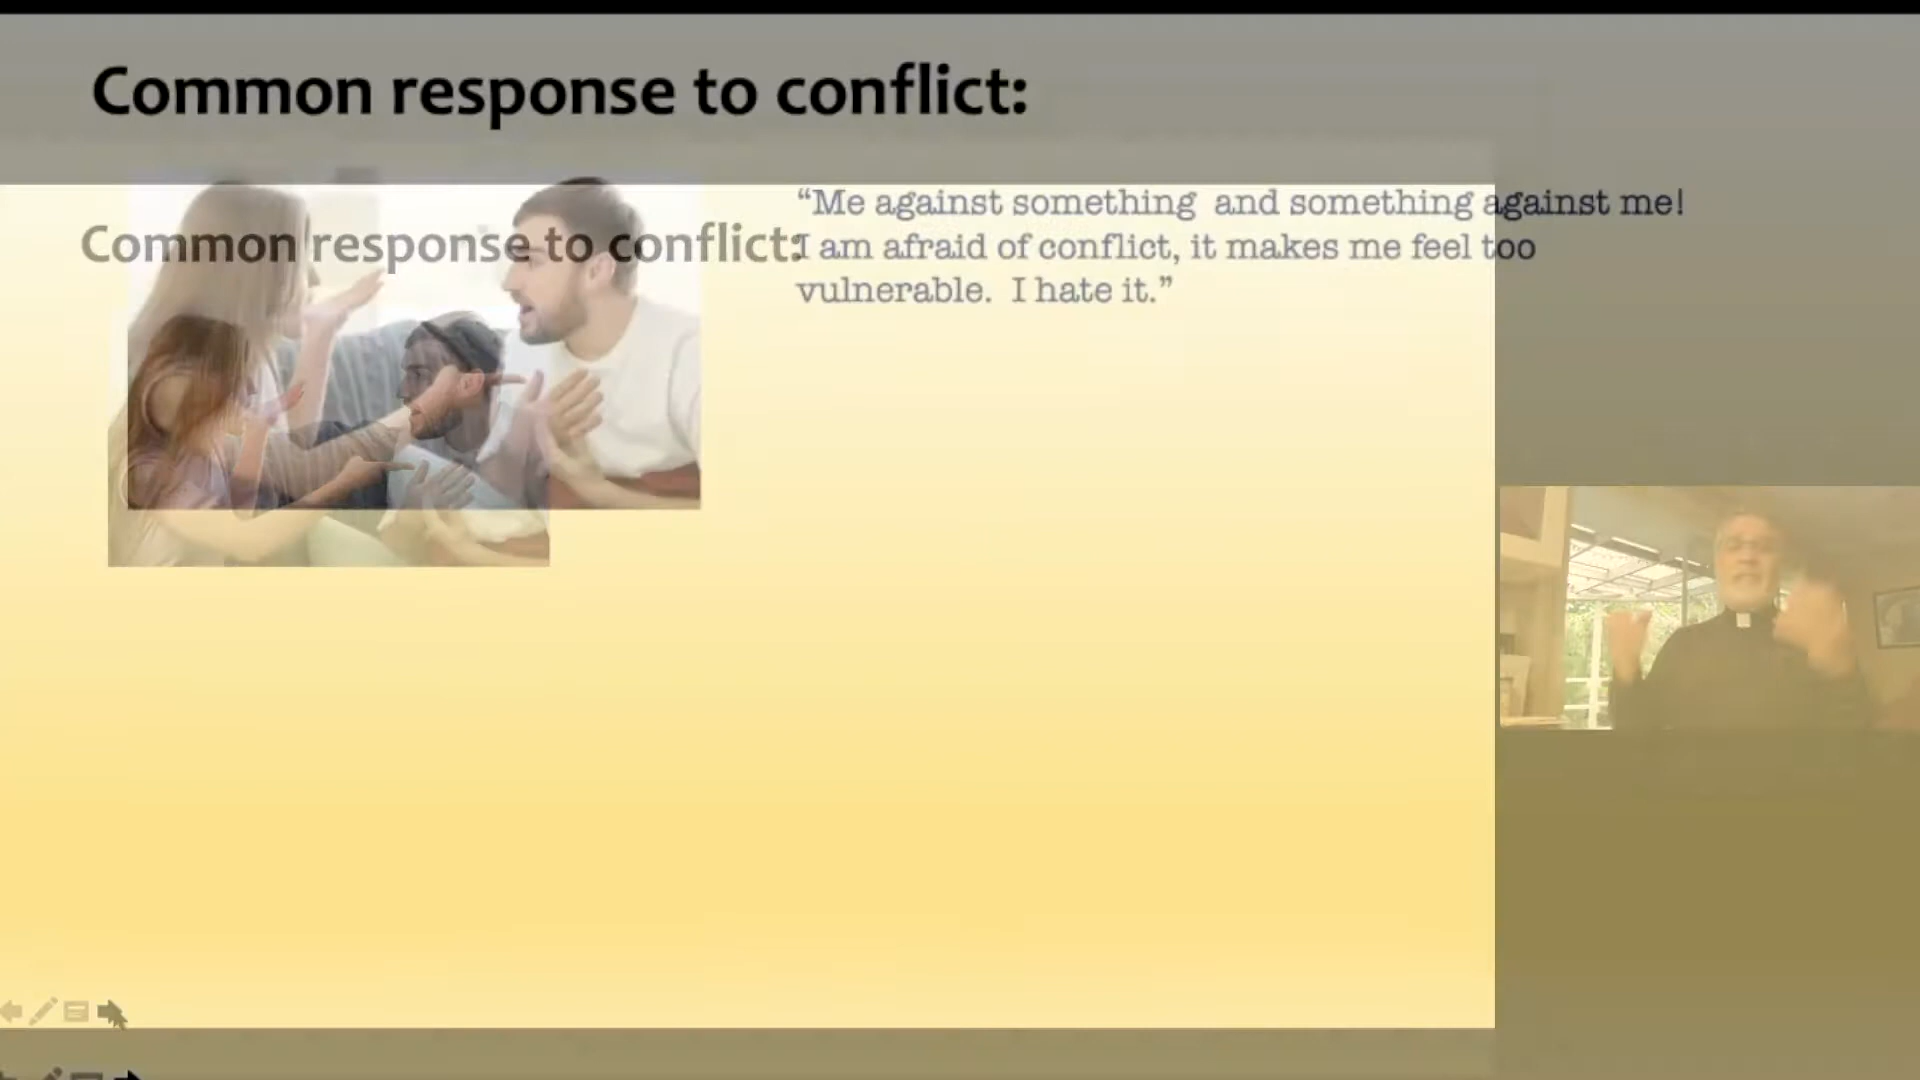 Common response to conflict:
“Me against something and something against me!
Common response to conflict:
I am afraid of conflict, it makes me feel too
vulnerable. I hate it.”